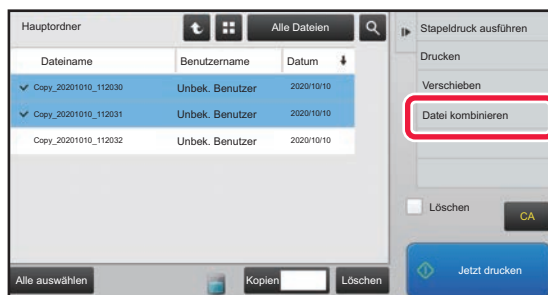 Hauptordner
Alle Dateien
Dateiname Benutzername Datum
Copy_20201010_112030 Unbek. Benutzer 2020/10/10
Copy_20201010_112031 Unbek. Benutzer 2020/10/10
Copy_20201010_112032 Unbek. Benutzer 2020/10/10
Alle auswählen
Kopien
Löschen
Stapeldruck ausführen
Drucken
Verschieben
Datei kombinieren
Löschen
CA
Jetzt drucken